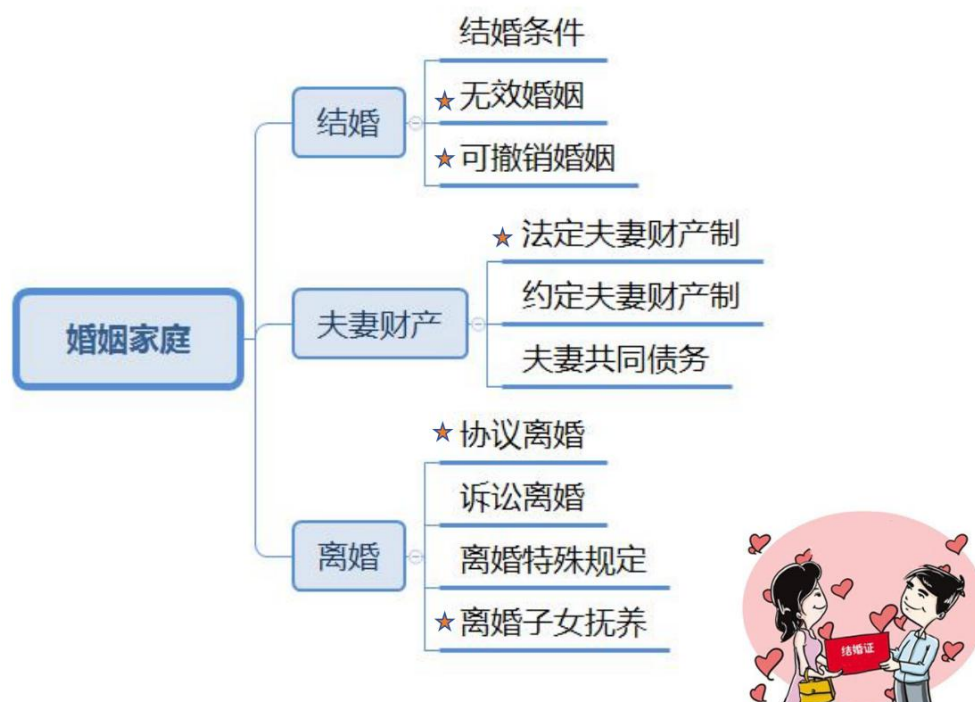 婚姻家庭
结婚
结婚条件
无效婚姻
可撤销婚姻
夫妻财产
法定夫妻财产制
约定夫妻财产制
夫妻共同债务
离婚
协议离婚
诉讼离婚
离婚特殊规定
离婚子女抚养
结婚证